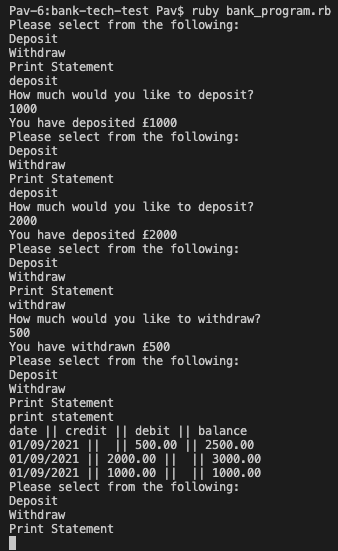 Pav-6:bank-tech-test Pav$ ruby bank_program.rb
Please select from the following:
Deposit
Withdraw
Print Statement
deposit
How much would you like to deposit?
1000
You have deposited £1000
Please select from the following:
Deposit
Withdraw
Print Statement
deposit
How much would you like to deposit?
2000
You have deposited £2000
Please select from the following:
Deposit
Withdraw
Print Statement
withdraw
How much would you like to withdraw?
500
You have withdrawn £500
Please select from the following:
Deposit
Withdraw
Print Statement
print statement
date || credit || debit || balance
01/09/2021 ||  || 500.00 || 2500.00
01/09/2021 || 2000.00 ||  || 3000.00
01/09/2021 || 1000.00 ||  || 1000.00
Please select from the following:
Deposit
Withdraw
Print Statement